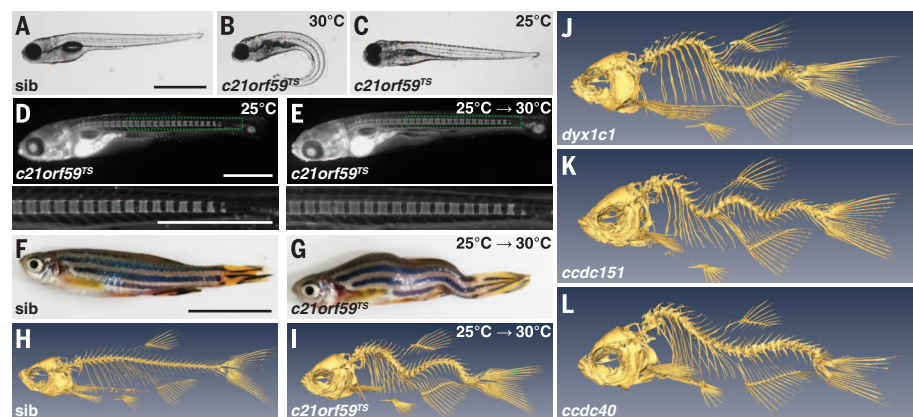 A
sib
B
30°C
C
25°C
c21orf59TS
c21orf59TS
D
25°C
c21orf59TS
E
25°C → 30°C
c21orf59TS
F
sib
G
25°C → 30°C
c21orf59TS
H
sib
I
25°C → 30°C
c21orf59TS
J
dyx1c1
K
ccdc151
L
ccdc40